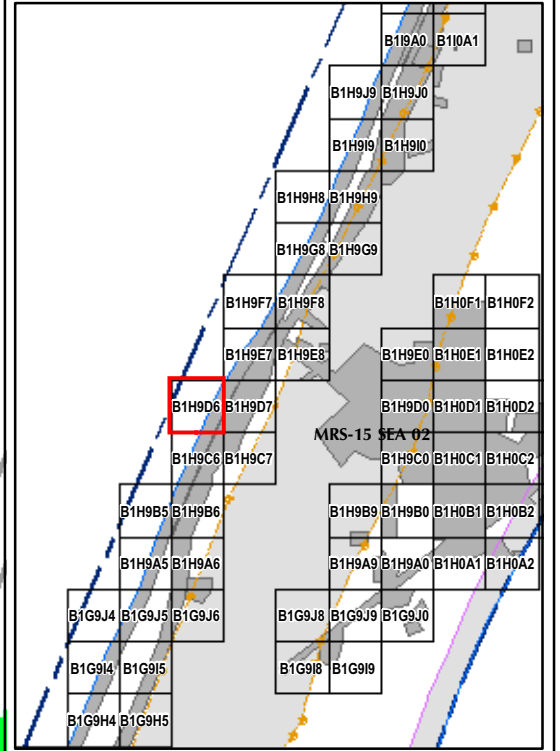 B1I9A0 B1I0A1
B1H9J9 B1H9J0
B1H9I9 B1H9I0
B1H9H8 B1H9H9
B1H9G8 B1H9G9
B1H9F7 B1H9F8 B1H0F1 B1H0F2
B1H9E7 B1H9E8 B1H9E0 B1H0E1 B1H0E2
B1H9D6 B1H9D7 B1H9D0 B1H0D1 B1H0D2
MRS-15 SEA 02
B1H9C6 B1H9C7 B1H9C0 B1H0C1 B1H0C2
B1H9B5 B1H9B6 B1H9B9 B1H9B0 B1H0B1 B1H0B2
B1H9A5 B1H9A6 B1H9A9 B1H9A0 B1H0A1 B1H0A2
B1G9J4 B1G9J5 B1G9J6 B1G9J8 B1G9J9 B1G9J0
B1G9I4 B1G9I5 B1G9I8 B1G9I9
B1G9H4 B1G9H5